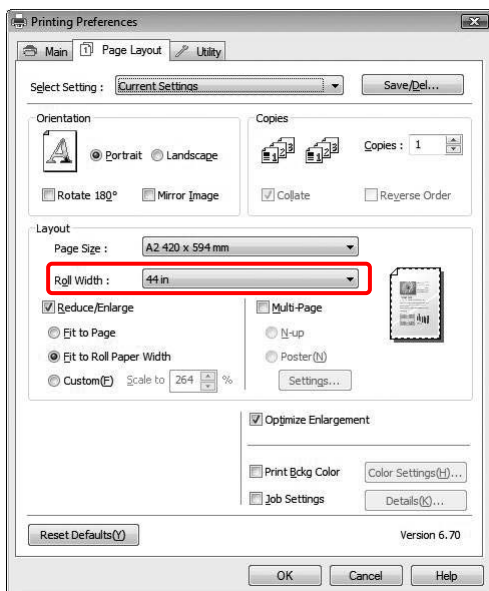 Printing Preferences
Main Page Layout Utility
Select Setting : Current Settings Save/Del...
Orientation
Portrait Landscape
Rotate 180° Mirror Image
Copies
Copies : 1
Collate Reverse Order
Layout
Page Size : A2 420 x 594 mm
Roll Width : 44 in
Reduce/Enlarge
Fit to Page
Fit to Roll Paper Width
Custom(F) Scale to 264 %
Multi-Page
N-up
Poster(N)
Settings...
Optimize Enlargement
Print Bckg Color Color Settings(H)...
Job Settings Details(K)...
Reset Defaults(Y) Version 6.70
OK Cancel Help